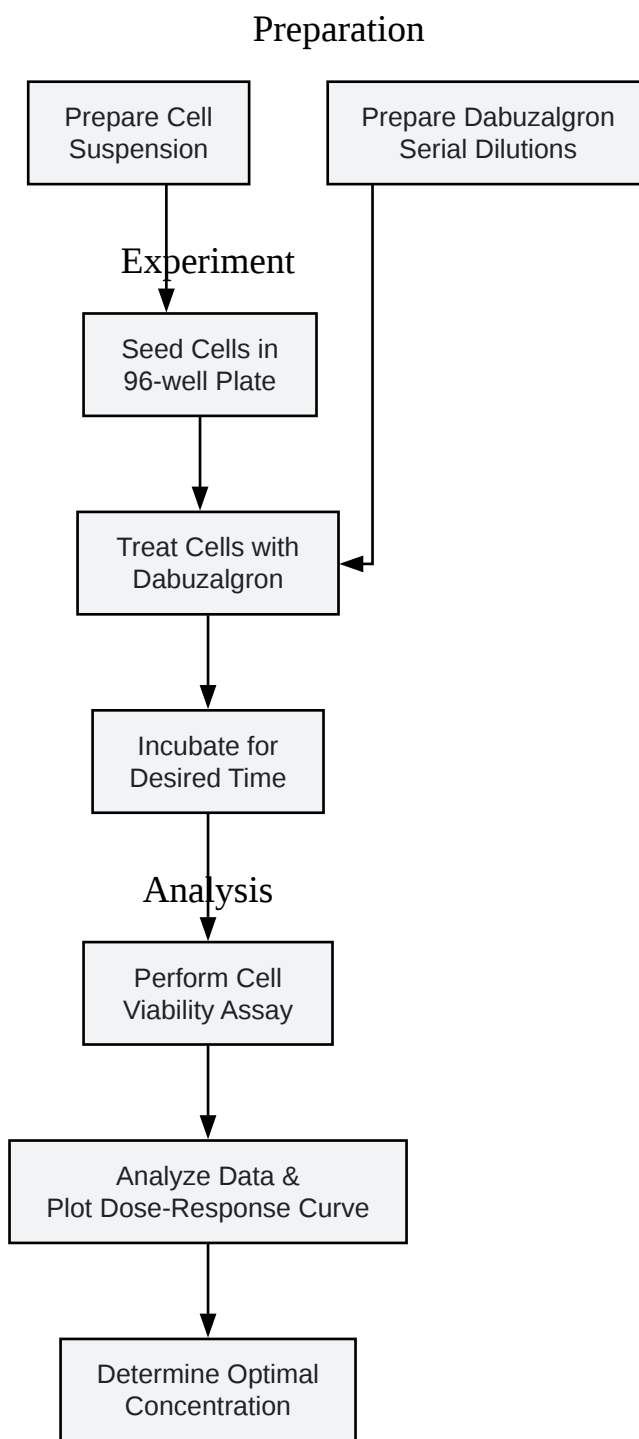 Preparation
Prepare Cell
Suspension
Prepare Dabuzalgron
Serial Dilutions
Experiment
Seed Cells in
96-well Plate
Treat Cells with
Dabuzalgron
Incubate for
Desired Time
Analysis
Perform Cell
Viability Assay
Analyze Data &
Plot Dose-Response Curve
Determine Optimal
Concentration